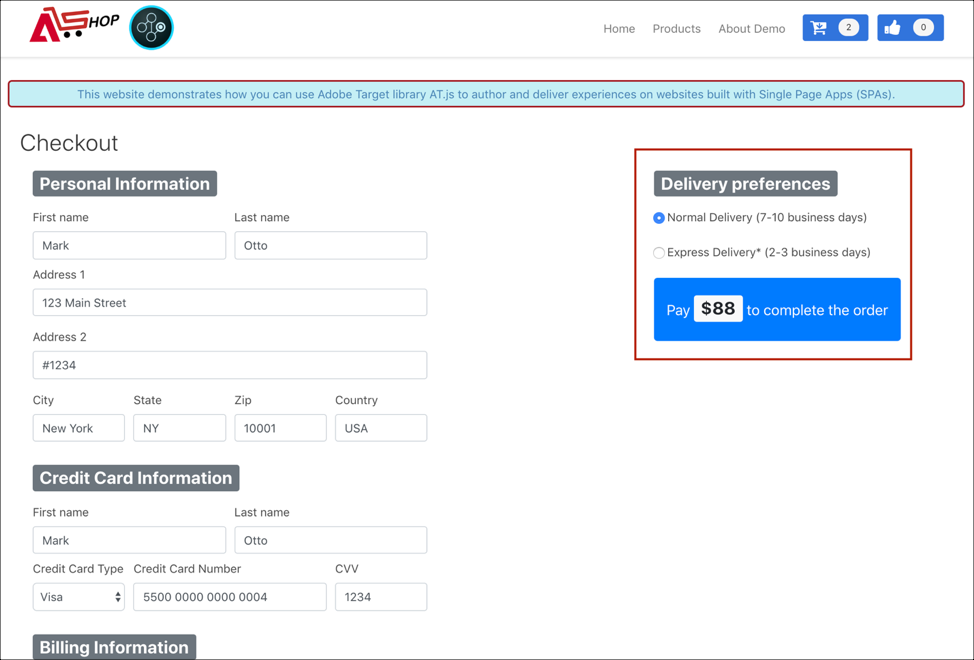 ASHOP
Home Products About Demo 2 0
This website demonstrates how you can use Adobe Target library AT.js to author and deliver experiences on websites built with Single Page Apps (SPAs).
Checkout
Personal Information
First name Last name
Mark Otto
Address 1
123 Main Street
Address 2
#1234
City State Zip Country
New York NY 10001 USA
Credit Card Information
First name Last name
Mark Otto
Credit Card Type Credit Card Number CVV
Visa 5500 0000 0000 0004 1234
Billing Information
Delivery preferences
Normal Delivery (7-10 business days)
Express Delivery* (2-3 business days)
Pay $88 to complete the order